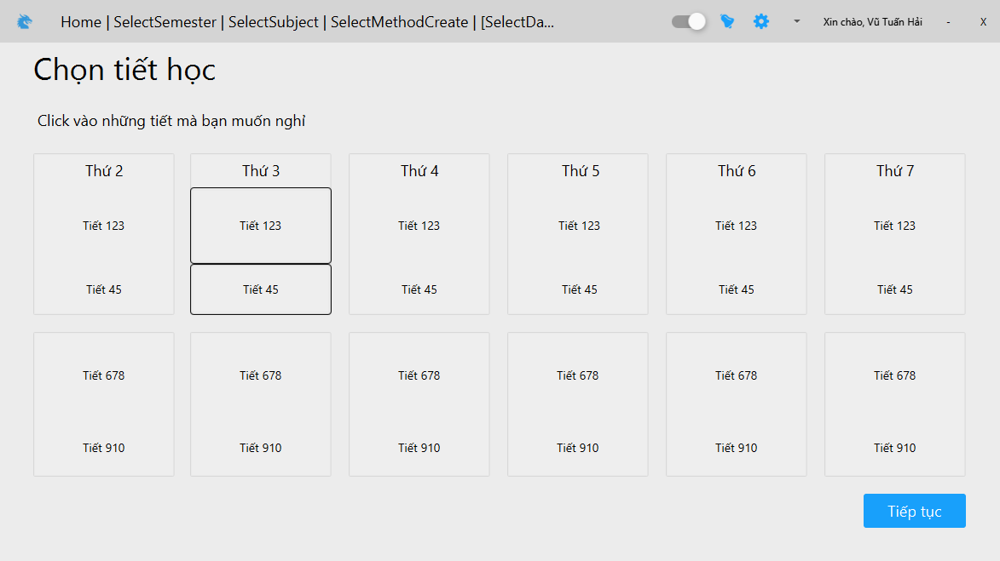 Home | SelectSemester | SelectSubject | SelectMethodCreate | [SelectDa... Xin chào, Vũ Tuấn Hải - X
Chọn tiết học
Click vào những tiết mà bạn muốn nghỉ
Thứ 2 Thứ 3 Thứ 4 Thứ 5 Thứ 6 Thứ 7
Tiết 123 Tiết 123 Tiết 123 Tiết 123 Tiết 123 Tiết 123
Tiết 45 Tiết 45 Tiết 45 Tiết 45 Tiết 45 Tiết 45
Tiết 678 Tiết 678 Tiết 678 Tiết 678 Tiết 678 Tiết 678
Tiết 910 Tiết 910 Tiết 910 Tiết 910 Tiết 910 Tiết 910
Tiếp tục